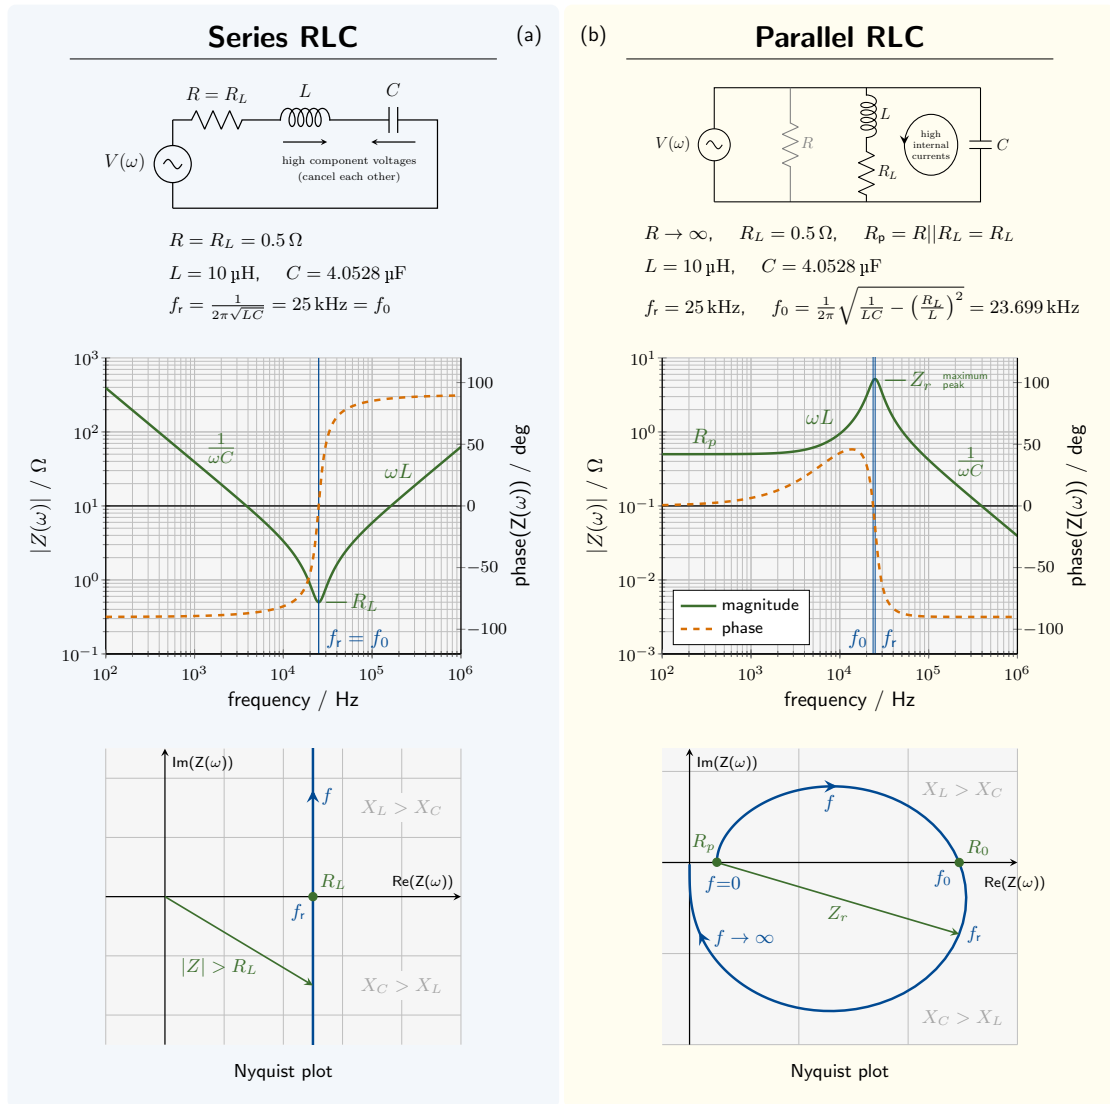 Series RLC (a)
R = R_L
L
C
V(ω)
high component voltages
(cancel each other)
R = R_L = 0.5 Ω
L = 10 µH, C = 4.0528 µF
f_r = 1/(2π√(LC)) = 25 kHz = f_0
10^3
10^2
10^1
10^0
10^−1
|Z(ω)| / Ω
1/(ωC)
ωL
R_L
f_r = f_0
100
50
0
−50
−100
phase(Z(ω)) / deg
10^2 10^3 10^4 10^5 10^6
frequency / Hz
Im(Z(ω))
f
X_L > X_C
R_L
Re(Z(ω))
f_r
|Z| > R_L
X_C > X_L
Nyquist plot
(b) Parallel RLC
V(ω)
R
L
R_L
high
internal
currents
C
R → ∞, R_L = 0.5 Ω, R_p = R||R_L = R_L
L = 10 µH, C = 4.0528 µF
f_r = 25 kHz, f_0 = 1/(2π) √(1/(LC) − (R_L/L)^2) = 23.699 kHz
10^1
10^0
10^−1
10^−2
10^−3
|Z(ω)| / Ω
Z_r maximum
peak
ωL
R_p
1/(ωC)
magnitude
phase
f_0 f_r
100
50
0
−50
−100
phase(Z(ω)) / deg
10^2 10^3 10^4 10^5 10^6
frequency / Hz
Im(Z(ω))
f
X_L > X_C
R_p
R_0
f=0
f_0
Re(Z(ω))
Z_r
f_r
f → ∞
X_C > X_L
Nyquist plot